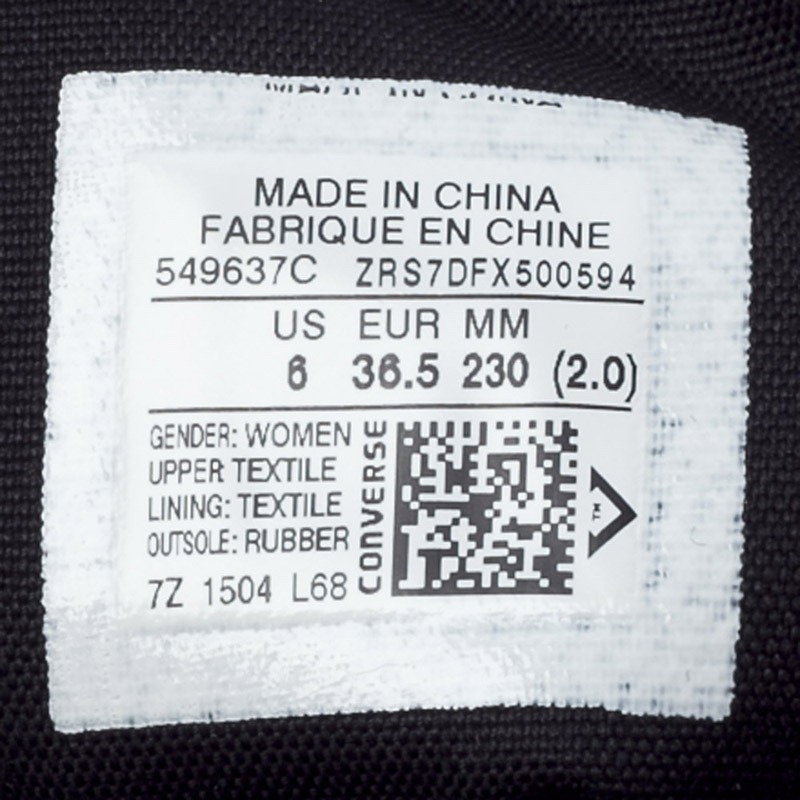 MADE IN CHINA
FABRIQUE EN CHINE
549637C ZRS7DFX500594
US EUR MM
6 36.5 230 (2.0)
GENDER: WOMEN
UPPER TEXTILE
LINING: TEXTILE
OUTSOLE: RUBBER
7Z 1504 L68
CONVERSE
TM